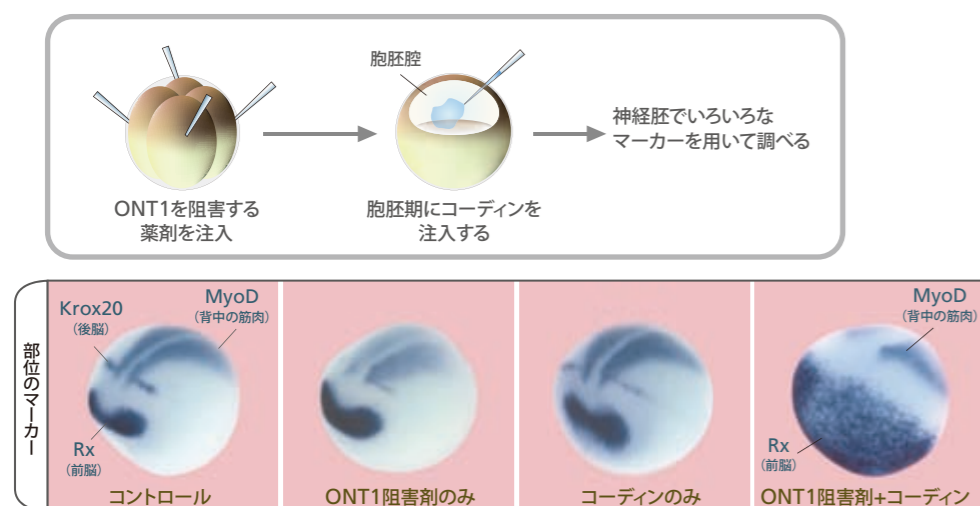 胞胚腔
ONT1を阻害する
薬剤を注入
胞胚期にコーディンを
注入する
神経胚でいろいろな
マーカーを用いて調べる
部位のマーカー
Krox20
(後脳)
MyoD
(背中の筋肉)
Rx
(前脳)
コントロール
ONT1阻害剤のみ
コーディンのみ
MyoD
(背中の筋肉)
Rx
(前脳)
ONT1阻害剤+コーディン